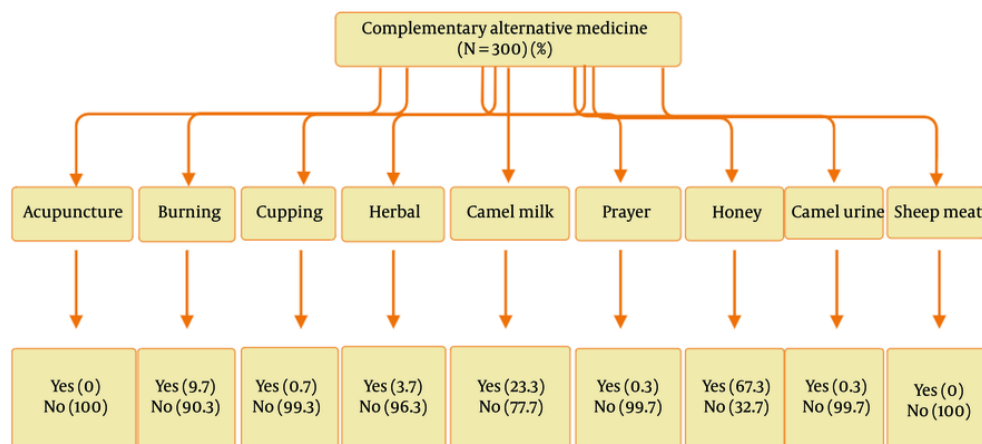 Complementary alternative medicine
(N = 300) (%)
Acupuncture
Burning
Cupping
Herbal
Camel milk
Prayer
Honey
Camel urine
Sheep meat
Yes (0)
No (100)
Yes (9.7)
No (90.3)
Yes (0.7)
No (99.3)
Yes (3.7)
No (96.3)
Yes (23.3)
No (77.7)
Yes (0.3)
No (99.7)
Yes (67.3)
No (32.7)
Yes (0.3)
No (99.7)
Yes (0)
No (100)